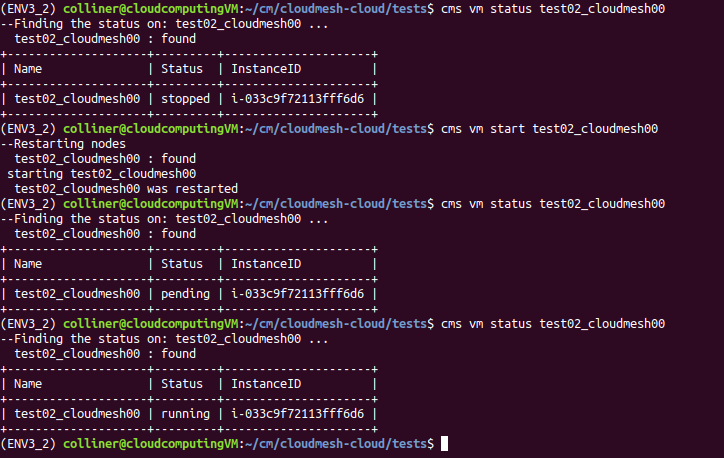 (ENV3_2) colliner@cloudcomputingVM:~/cm/cloudmesh-cloud/tests$ cms vm status test02_cloudmesh00
--Finding the status on: test02_cloudmesh00 ...
  test02_cloudmesh00 : found
+--------------------+---------+---------------------+
| Name               | Status  | InstanceID          |
+--------------------+---------+---------------------+
| test02_cloudmesh00 | stopped | i-033c9f72113fff6d6 |
+--------------------+---------+---------------------+
(ENV3_2) colliner@cloudcomputingVM:~/cm/cloudmesh-cloud/tests$ cms vm start test02_cloudmesh00
--Restarting nodes
  test02_cloudmesh00 : found
 starting test02_cloudmesh00
  test02_cloudmesh00 was restarted
(ENV3_2) colliner@cloudcomputingVM:~/cm/cloudmesh-cloud/tests$ cms vm status test02_cloudmesh00
--Finding the status on: test02_cloudmesh00 ...
  test02_cloudmesh00 : found
+--------------------+---------+---------------------+
| Name               | Status  | InstanceID          |
+--------------------+---------+---------------------+
| test02_cloudmesh00 | pending | i-033c9f72113fff6d6 |
+--------------------+---------+---------------------+
(ENV3_2) colliner@cloudcomputingVM:~/cm/cloudmesh-cloud/tests$ cms vm status test02_cloudmesh00
--Finding the status on: test02_cloudmesh00 ...
  test02_cloudmesh00 : found
+--------------------+---------+---------------------+
| Name               | Status  | InstanceID          |
+--------------------+---------+---------------------+
| test02_cloudmesh00 | running | i-033c9f72113fff6d6 |
+--------------------+---------+---------------------+
(ENV3_2) colliner@cloudcomputingVM:~/cm/cloudmesh-cloud/tests$